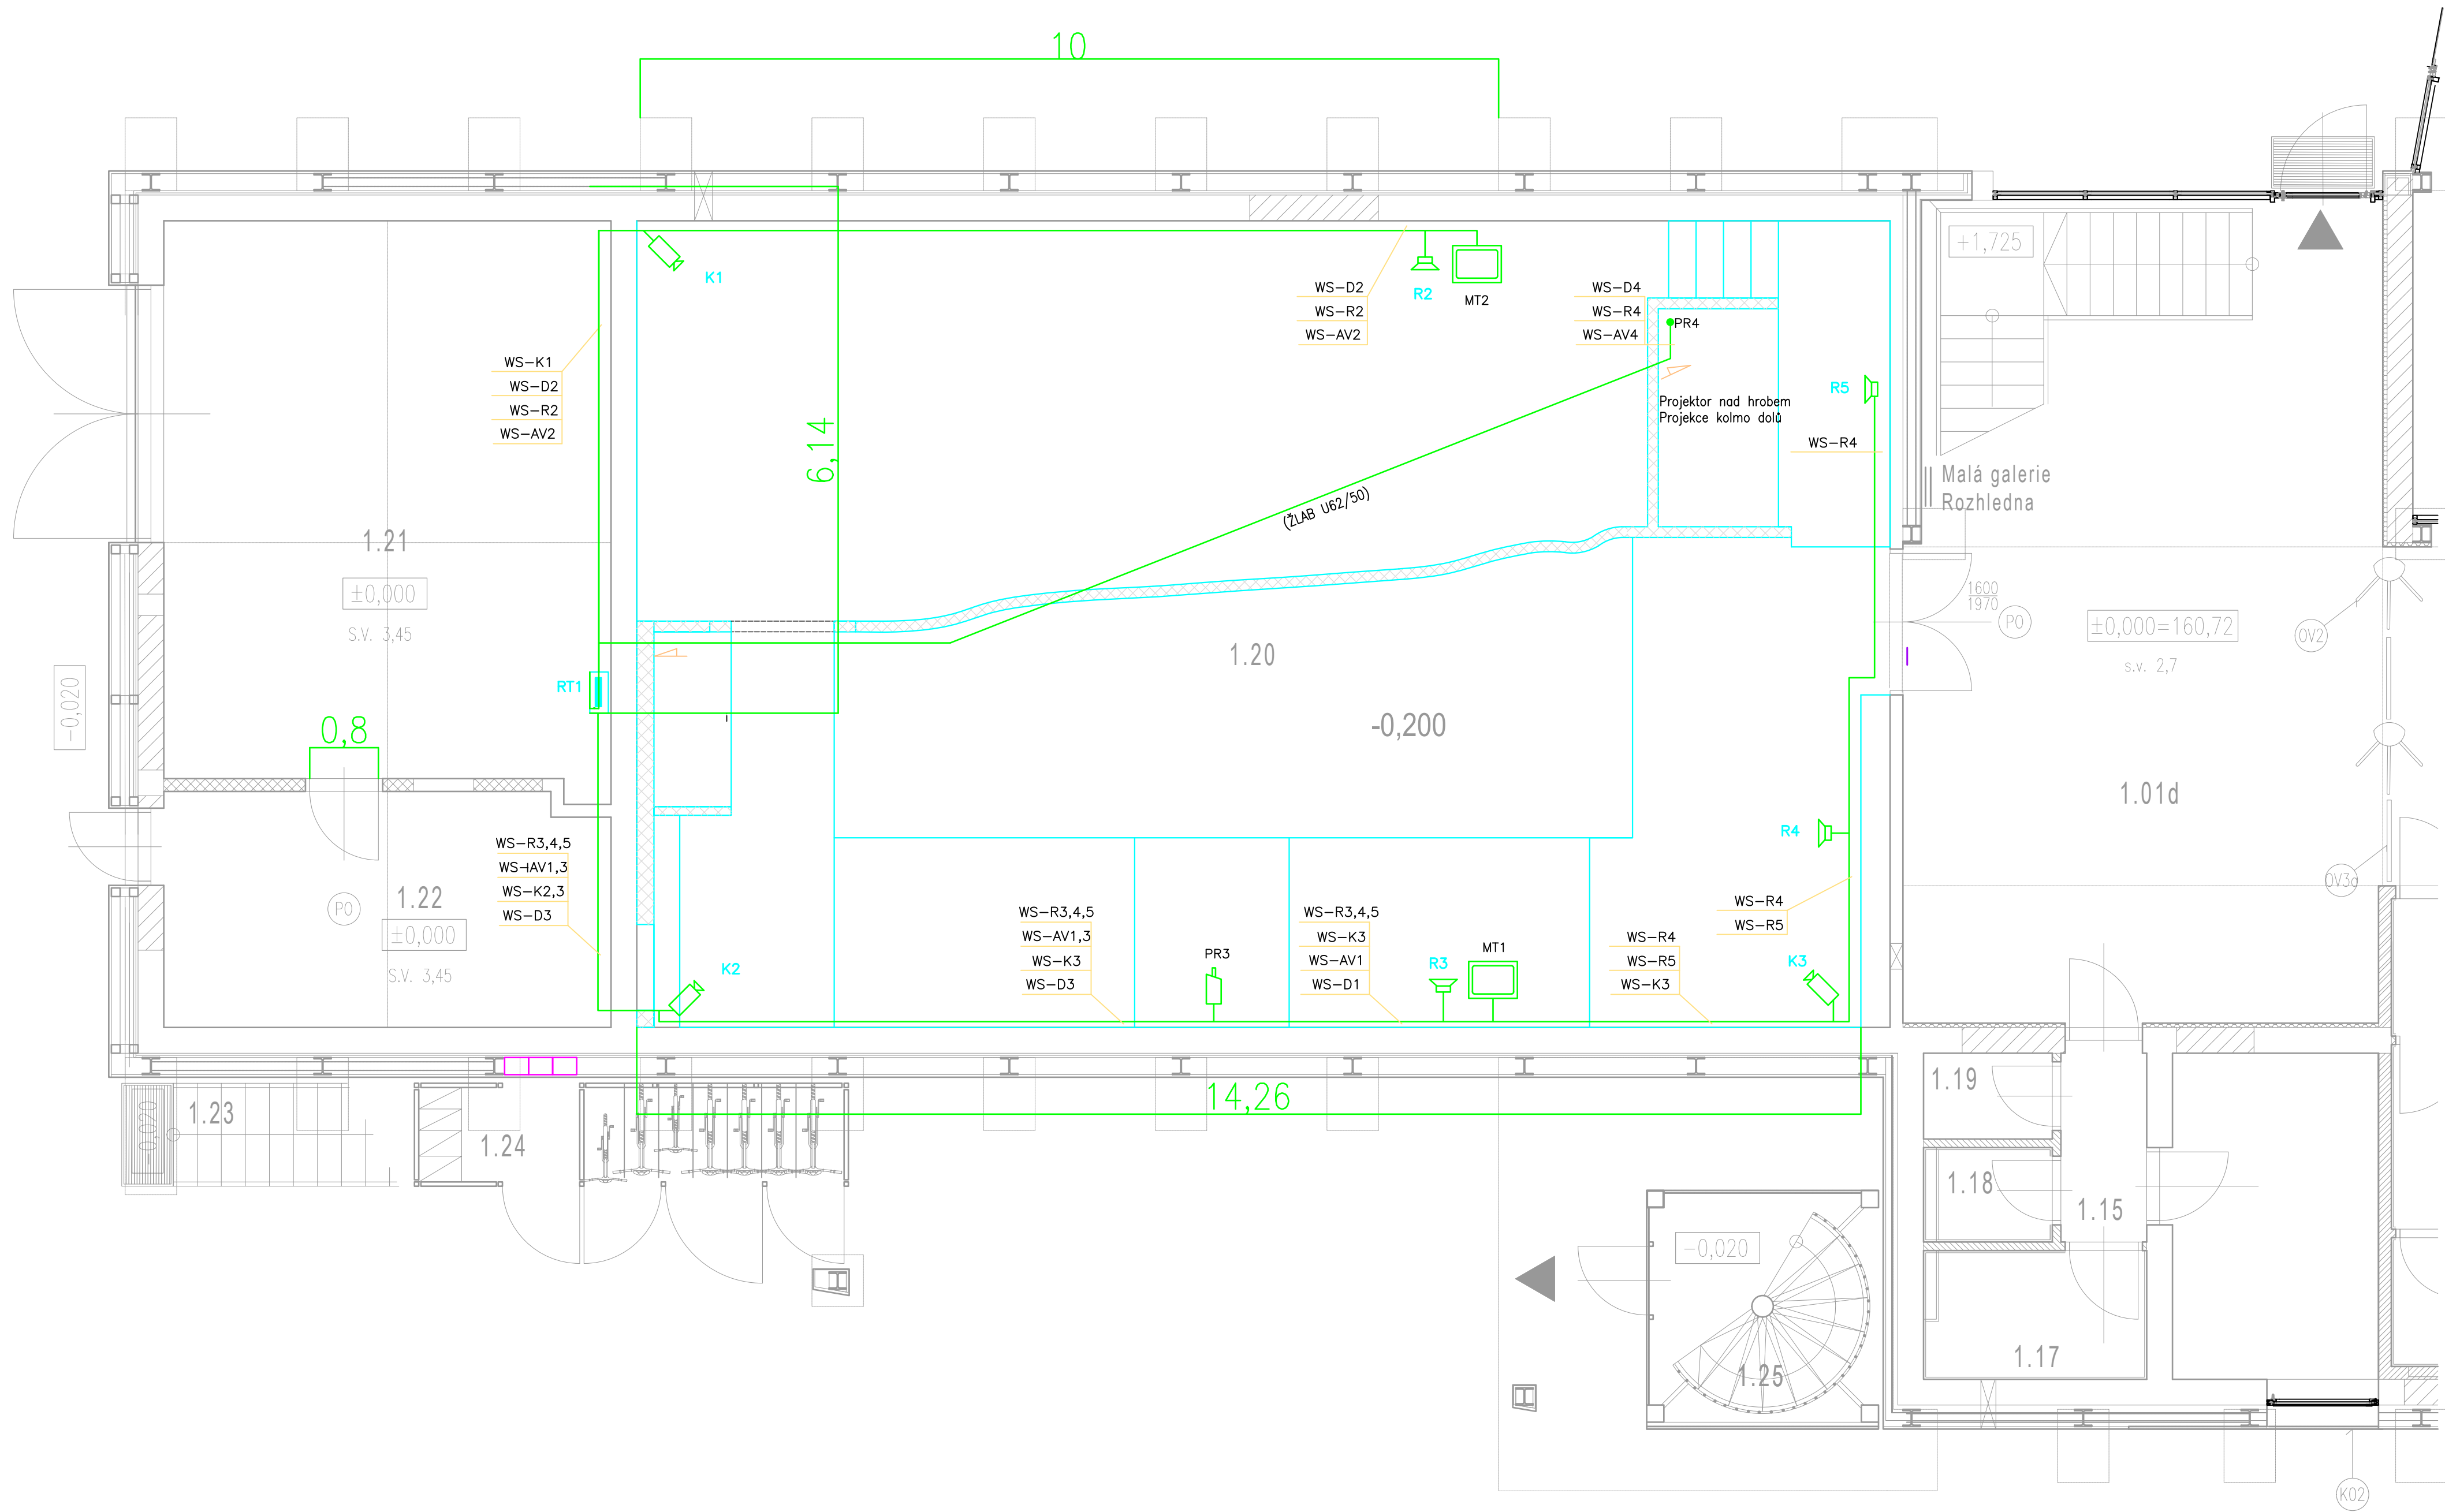 10
+1,725
K1
R2
MT2
WS-D2
WS-R2
WS-AV2
WS-D4
WS-R4
WS-AV4
PR4
WS-K1
WS-D2
WS-R2
WS-AV2
6,14
R5
Projektor nad hrobem
Projekce kolmo dolů
WS-R4
Malá galerie
Rozhledna
(ŽLAB U62/50)
1.21
±0,000
S.V. 3,45
1600
1970
PO
±0,000=160,72
s.v. 2,7
OV2
1.20
RT1
-0,020
0,8
-0,200
1.01d
R4
WS-R3,4,5
WS-AV1,3
WS-K2,3
WS-D3
PO
1.22
±0,000
S.V. 3,45
OV3a
K2
WS-R3,4,5
WS-AV1,3
WS-K3
WS-D3
PR3
WS-R3,4,5
WS-K3
WS-AV1
WS-D1
R3
MT1
WS-R4
WS-R5
WS-K3
WS-R4
WS-R5
K3
14,26
1.23
-0,020
1.24
1.19
1.18
1.15
-0,020
1.25
1.17
K02